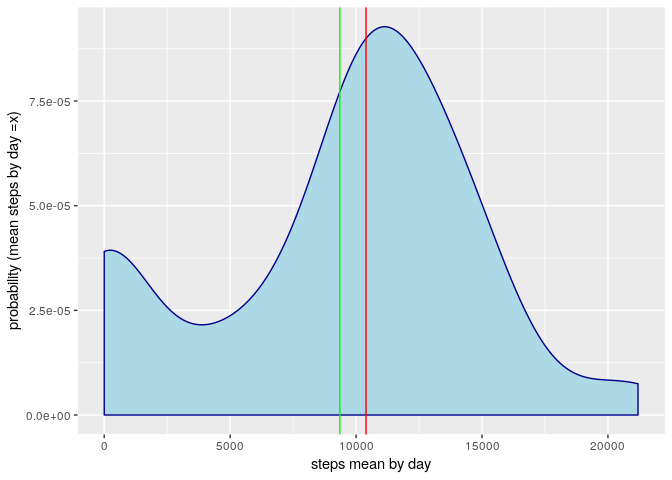 probability (mean steps by day =x)
7.5e-05
5.0e-05
2.5e-05
0.0e+00
0 5000 10000 15000 20000
steps mean by day